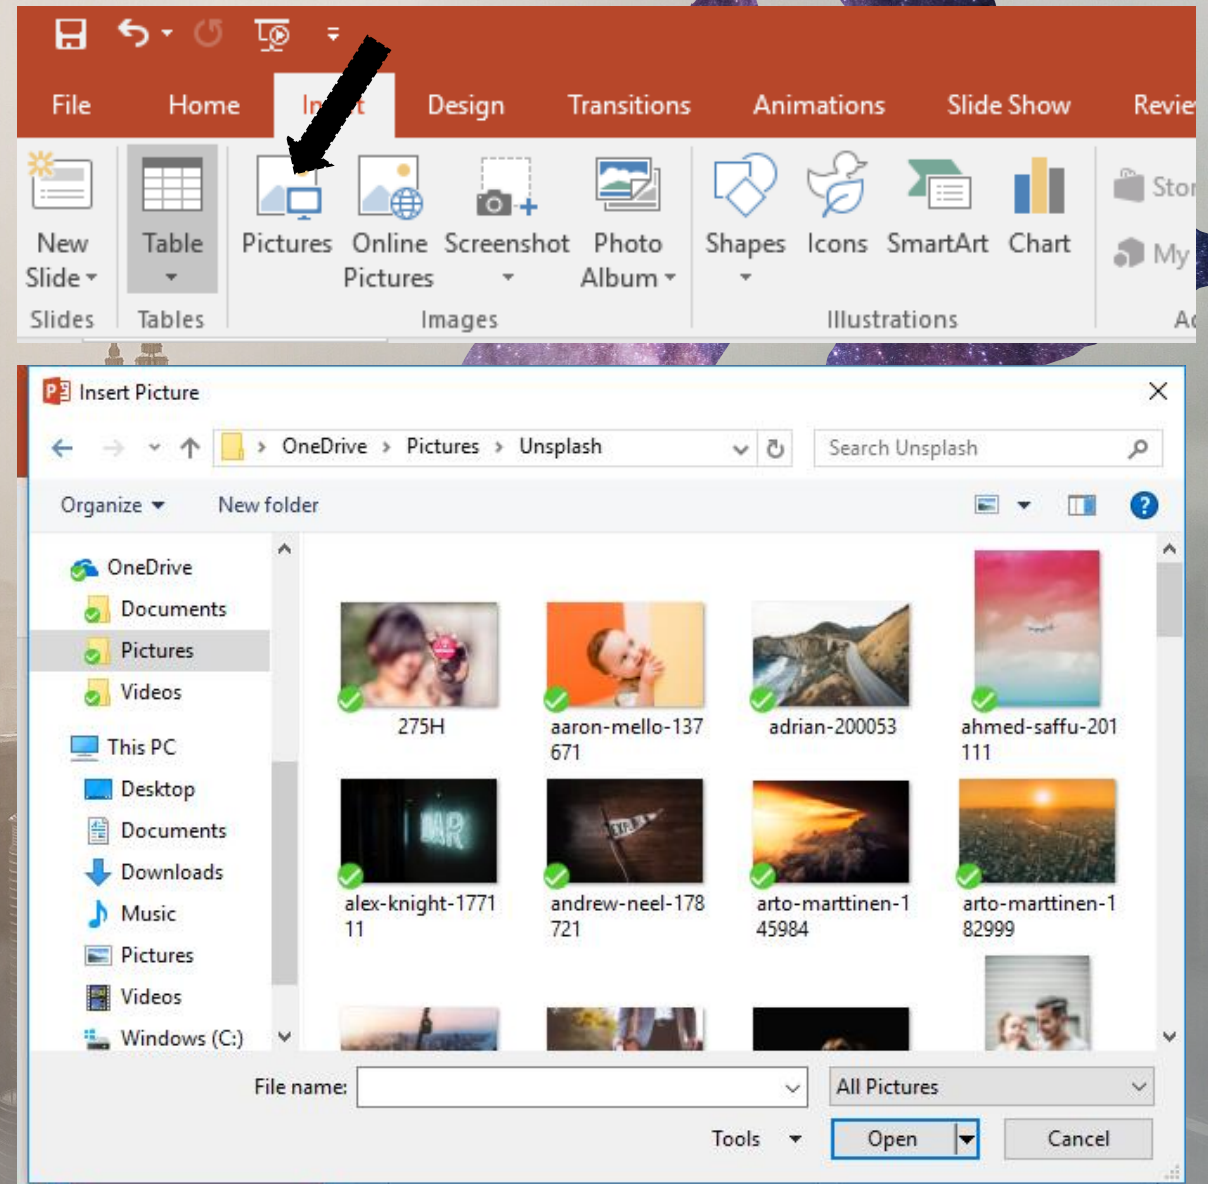 File Home Design Transitions Animations Slide Show
New Slide
Table
Pictures
Online Pictures
Screenshot
Photo Album
Shapes
Icons
SmartArt
Chart
My
Slides Tables Images Illustrations
Insert Picture
OneDrive > Pictures > Unsplash
Search Unsplash
Organize New folder
OneDrive
Documents
Pictures
Videos
This PC
Desktop
Documents
Downloads
Music
Pictures
Videos
Windows (C:)
275H
aaron-mello-137
671
adrian-200053
ahmed-saffu-201
111
BAR
alex-knight-1771
11
andrew-neel-178
721
arto-marttinen-1
45984
arto-marttinen-1
82999
File name:
All Pictures
Tools
Open
Cancel